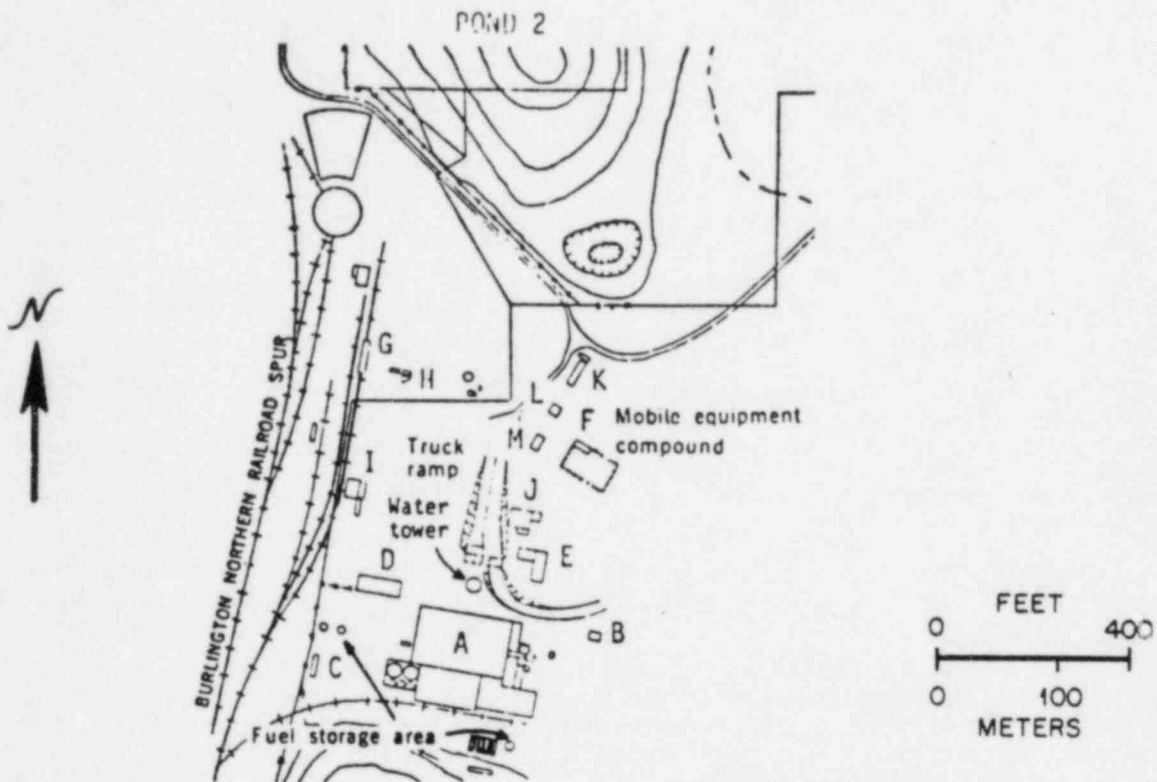 POND 2
N
BURLINGTON NORTHERN RAILROAD SPUR
G
H
K
L
F
Mobile equipment
compound
M
Truck
ramp
I
J
Water
tower
D
E
B
A
C
Fuel storage area
FEET
0 400
0 100
METERS